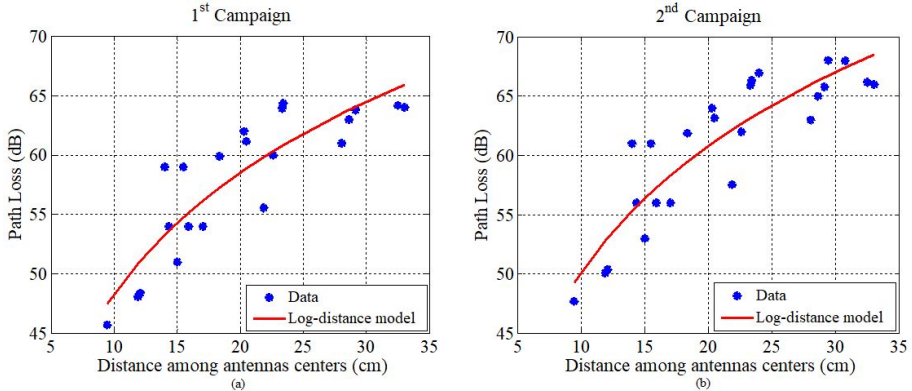 1st Campaign
70
65
60
55
50
45
Path Loss (dB)
5 10 15 20 25 30 35
Distance among antennas centers (cm)
Data
Log-distance model
(a)
2nd Campaign
70
65
60
55
50
45
Path Loss (dB)
5 10 15 20 25 30 35
Distance among antennas centers (cm)
Data
Log-distance model
(b)